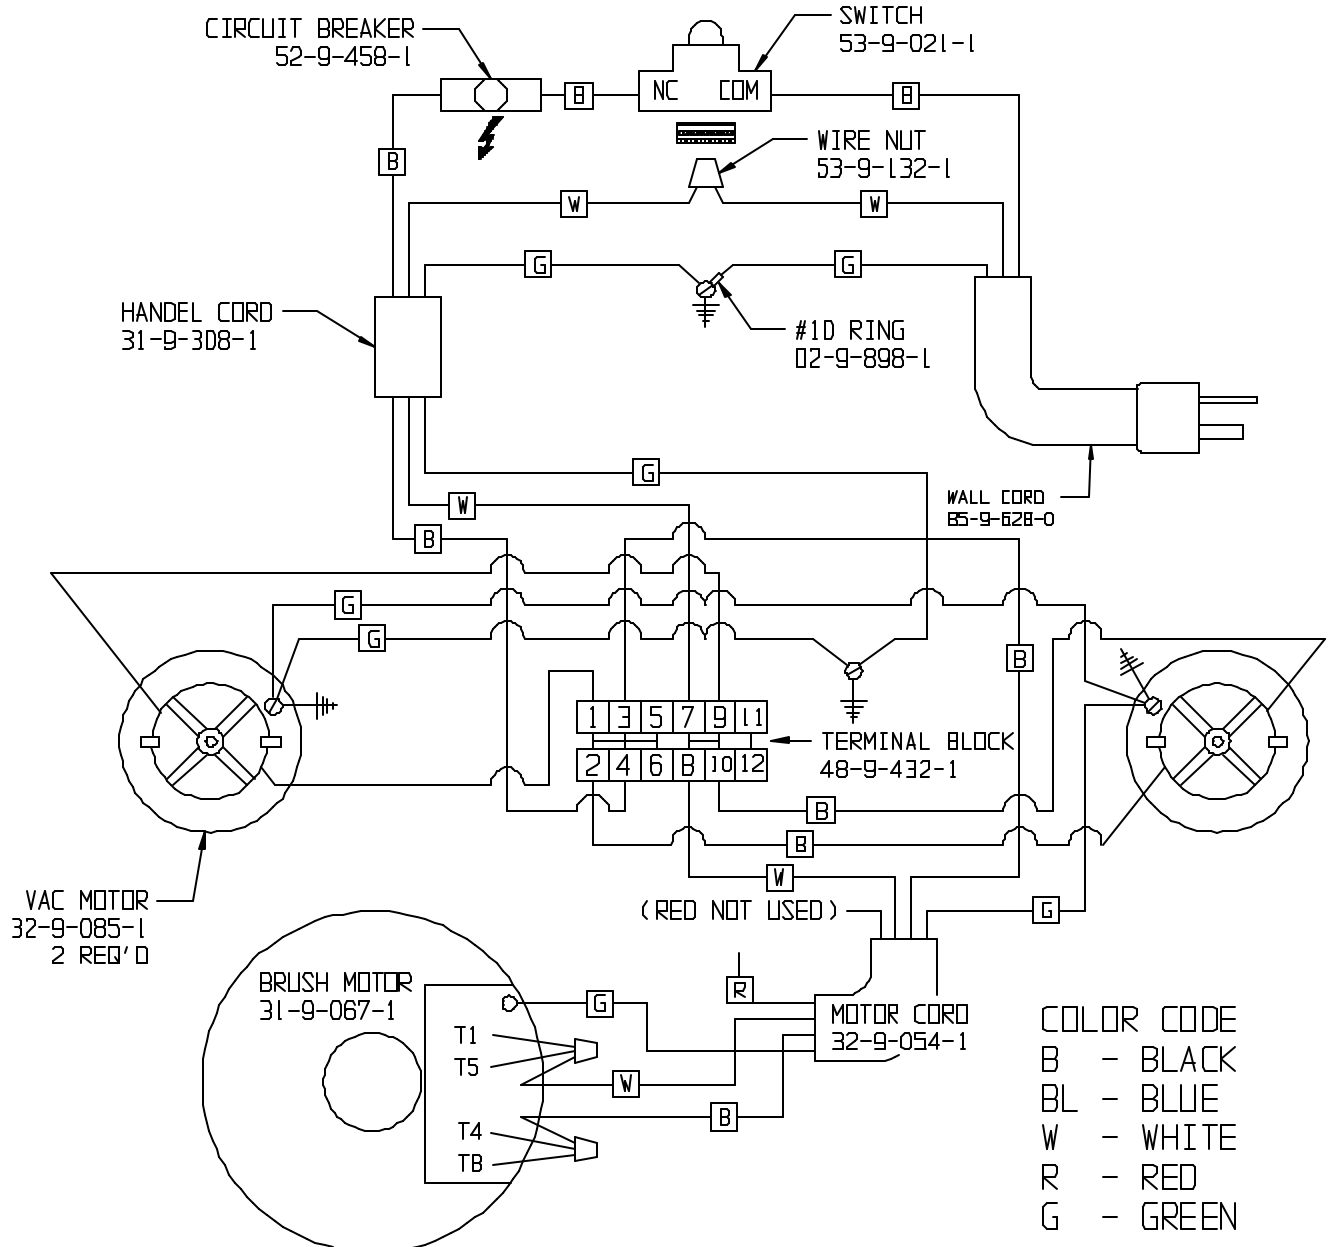 CIRCUIT BREAKER
52-9-458-1
SWITCH
53-9-021-1
NC COM
B
B
B
WIRE NUT
53-9-132-1
W
W
G
G
HANDEL CORD
31-9-308-1
#10 RING
02-9-898-1
WALL CORD
85-9-628-0
G
W
B
G
G
B
1 3 5 7 9 11
2 4 6 8 10 12
TERMINAL BLOCK
48-9-432-1
B
B
W
VAC MOTOR
32-9-085-1
2 REQ'D
(RED NOT USED)
G
BRUSH MOTOR
31-9-067-1
R
G
MOTOR CORD
32-9-054-1
T1
T5
W
B
T4
T8
COLOR CODE
B - BLACK
BL - BLUE
W - WHITE
R - RED
G - GREEN